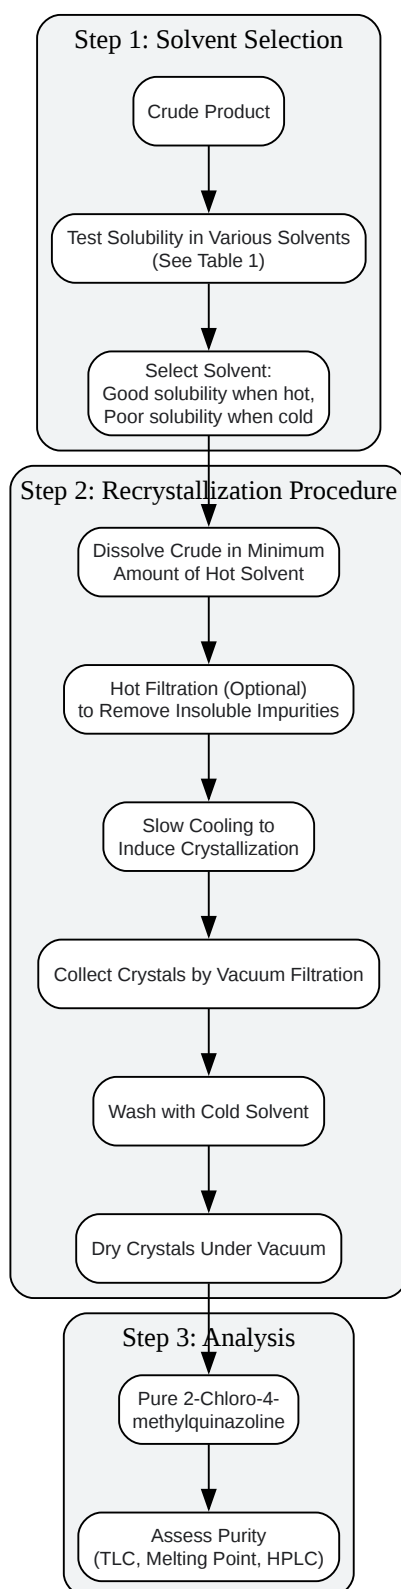 Step 1: Solvent Selection
Crude Product
Test Solubility in Various Solvents
(See Table 1)
Select Solvent:
Good solubility when hot,
Poor solubility when cold
Step 2: Recrystallization Procedure
Dissolve Crude in Minimum
Amount of Hot Solvent
Hot Filtration (Optional)
to Remove Insoluble Impurities
Slow Cooling to
Induce Crystallization
Collect Crystals by Vacuum Filtration
Wash with Cold Solvent
Dry Crystals Under Vacuum
Step 3: Analysis
Pure 2-Chloro-4-
methylquinazoline
Assess Purity
(TLC, Melting Point, HPLC)